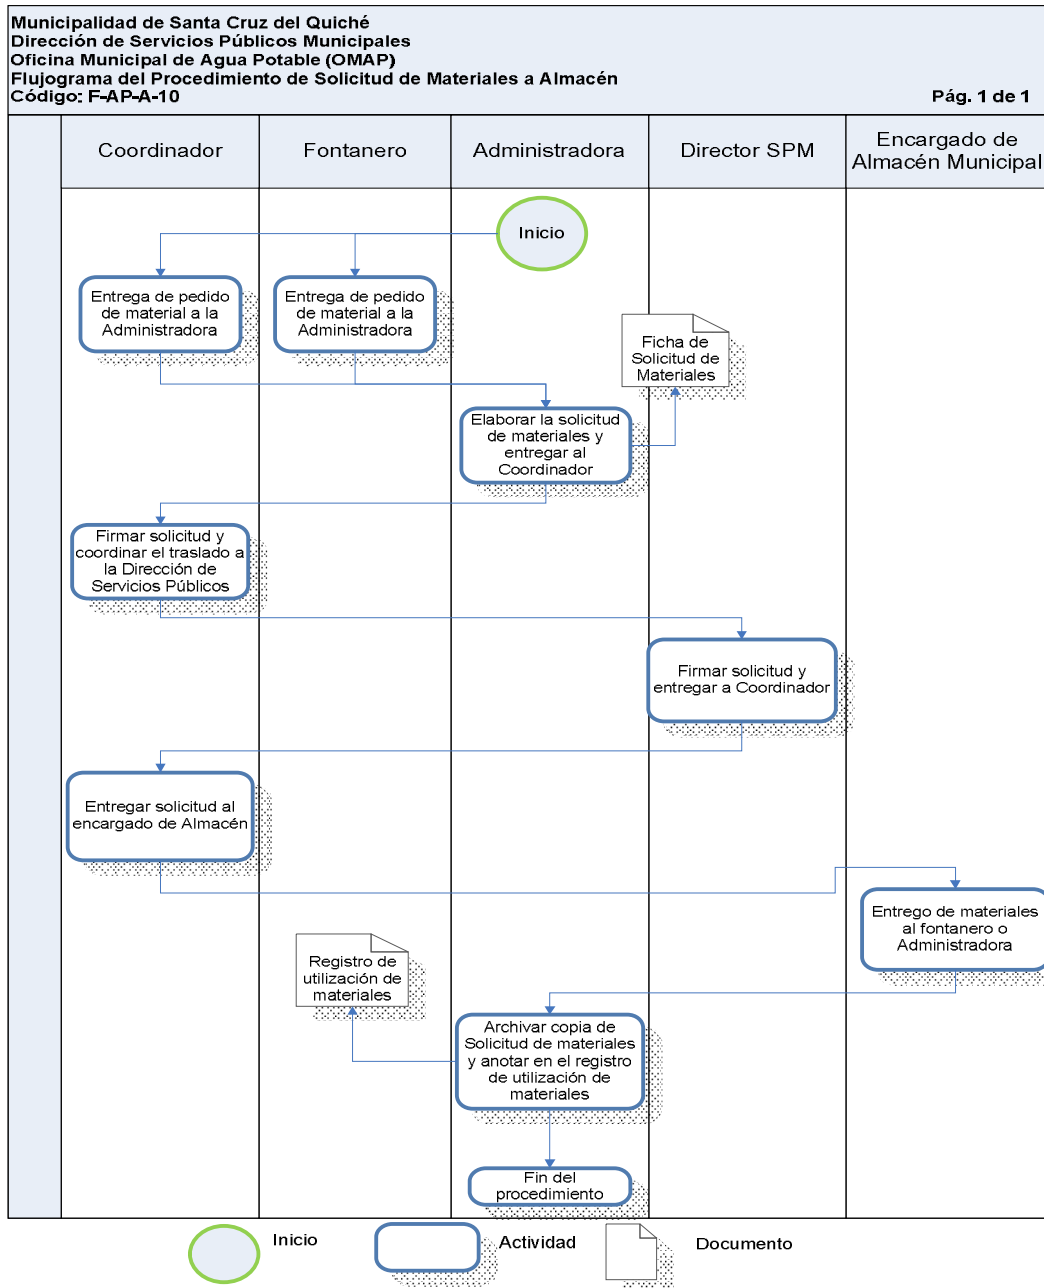 Municipalidad de Santa Cruz del Quiché
Dirección de Servicios Públicos Municipales
Oficina Municipal de Agua Potable (OMAP)
Flujograma del Procedimiento de Solicitud de Materiales a Almacén
Código: F-AP-A-10
Pág. 1 de 1
Coordinador
Fontanero
Administradora
Director SPM
Encargado de
Almacén Municipal
Inicio
Entrega de pedido
de material a la
Administradora
Entrega de pedido
de material a la
Administradora
Ficha de
Solicitud de
Materiales
Elaborar la solicitud
de materiales y
entregar al
Coordinador
Firmar solicitud y
coordinar el traslado a
la Dirección de
Servicios Públicos
Firmar solicitud y
entregar a Coordinador
Entregar solicitud al
encargado de Almacén
Entrego de materiales
al fontanero o
Administradora
Registro de
utilización de
materiales
Archivar copia de
Solicitud de materiales
y anotar en el registro
de utilización de
materiales
Fin del
procedimiento
Inicio
Actividad
Documento